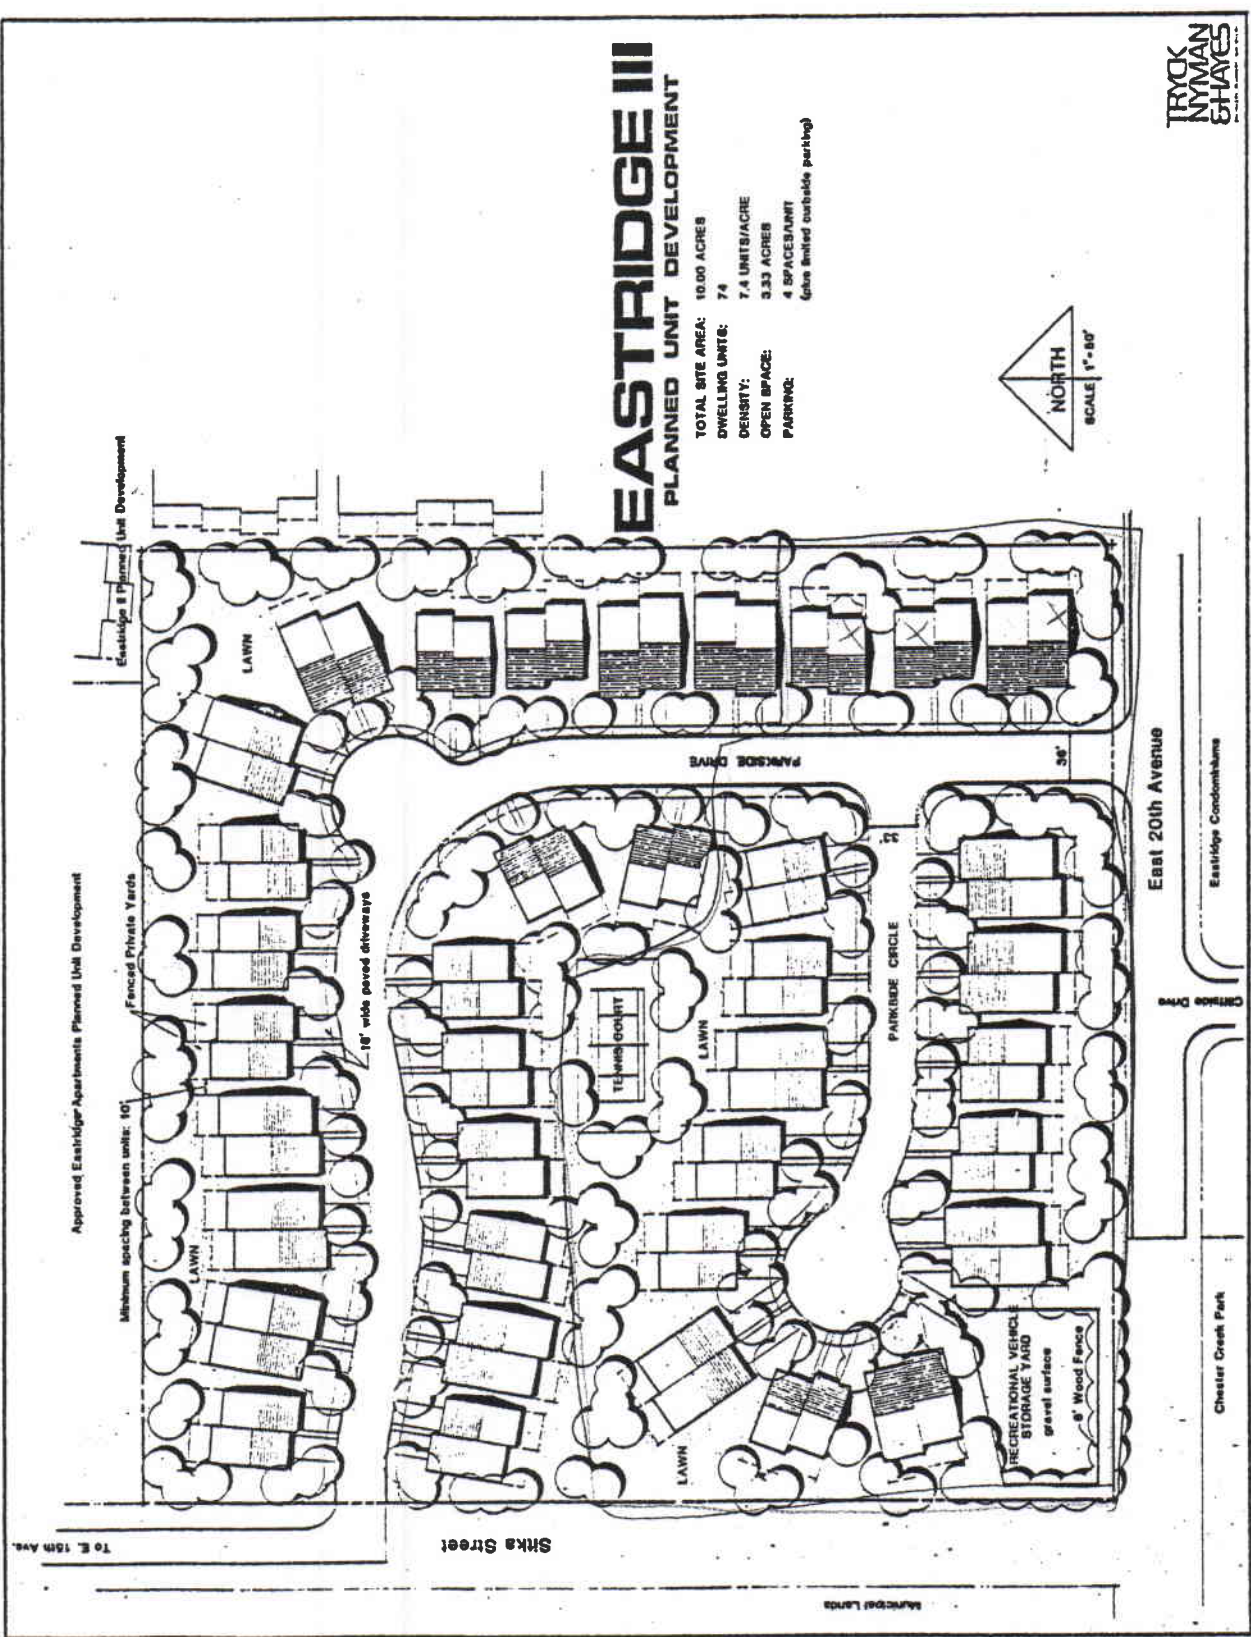 EASTRIDGE III
PLANNED UNIT DEVELOPMENT
TOTAL SITE AREA: 10.00 ACRES
DWELLING UNITS: 74
DENSITY: 7.4 UNITS/ACRE
OPEN SPACE: 3.33 ACRES
PARKING: 4 SPACES/UNIT
(plus limited curbside parking)
NORTH
SCALE 1"=50'
TRYCK
NYMAN
&HAYES
Eastridge II Planned Unit Development
Approved Eastridge Apartments Planned Unit Development
Fenced Private Yards
Minimum spacing between units: 10'
16' wide paved driveways
LAWN
LAWN
LAWN
LAWN
TENNIS COURT
PARKSIDE DRIVE
PARKSIDE CIRCLE
33'
36'
RECREATIONAL VEHICLE
STORAGE YARD
gravel surface
6' Wood Fence
East 20th Avenue
Eastridge Condominiums
Cliffside Drive
Chester Creek Park
Sitka Street
To E. 15th Ave.
Municipal Lands